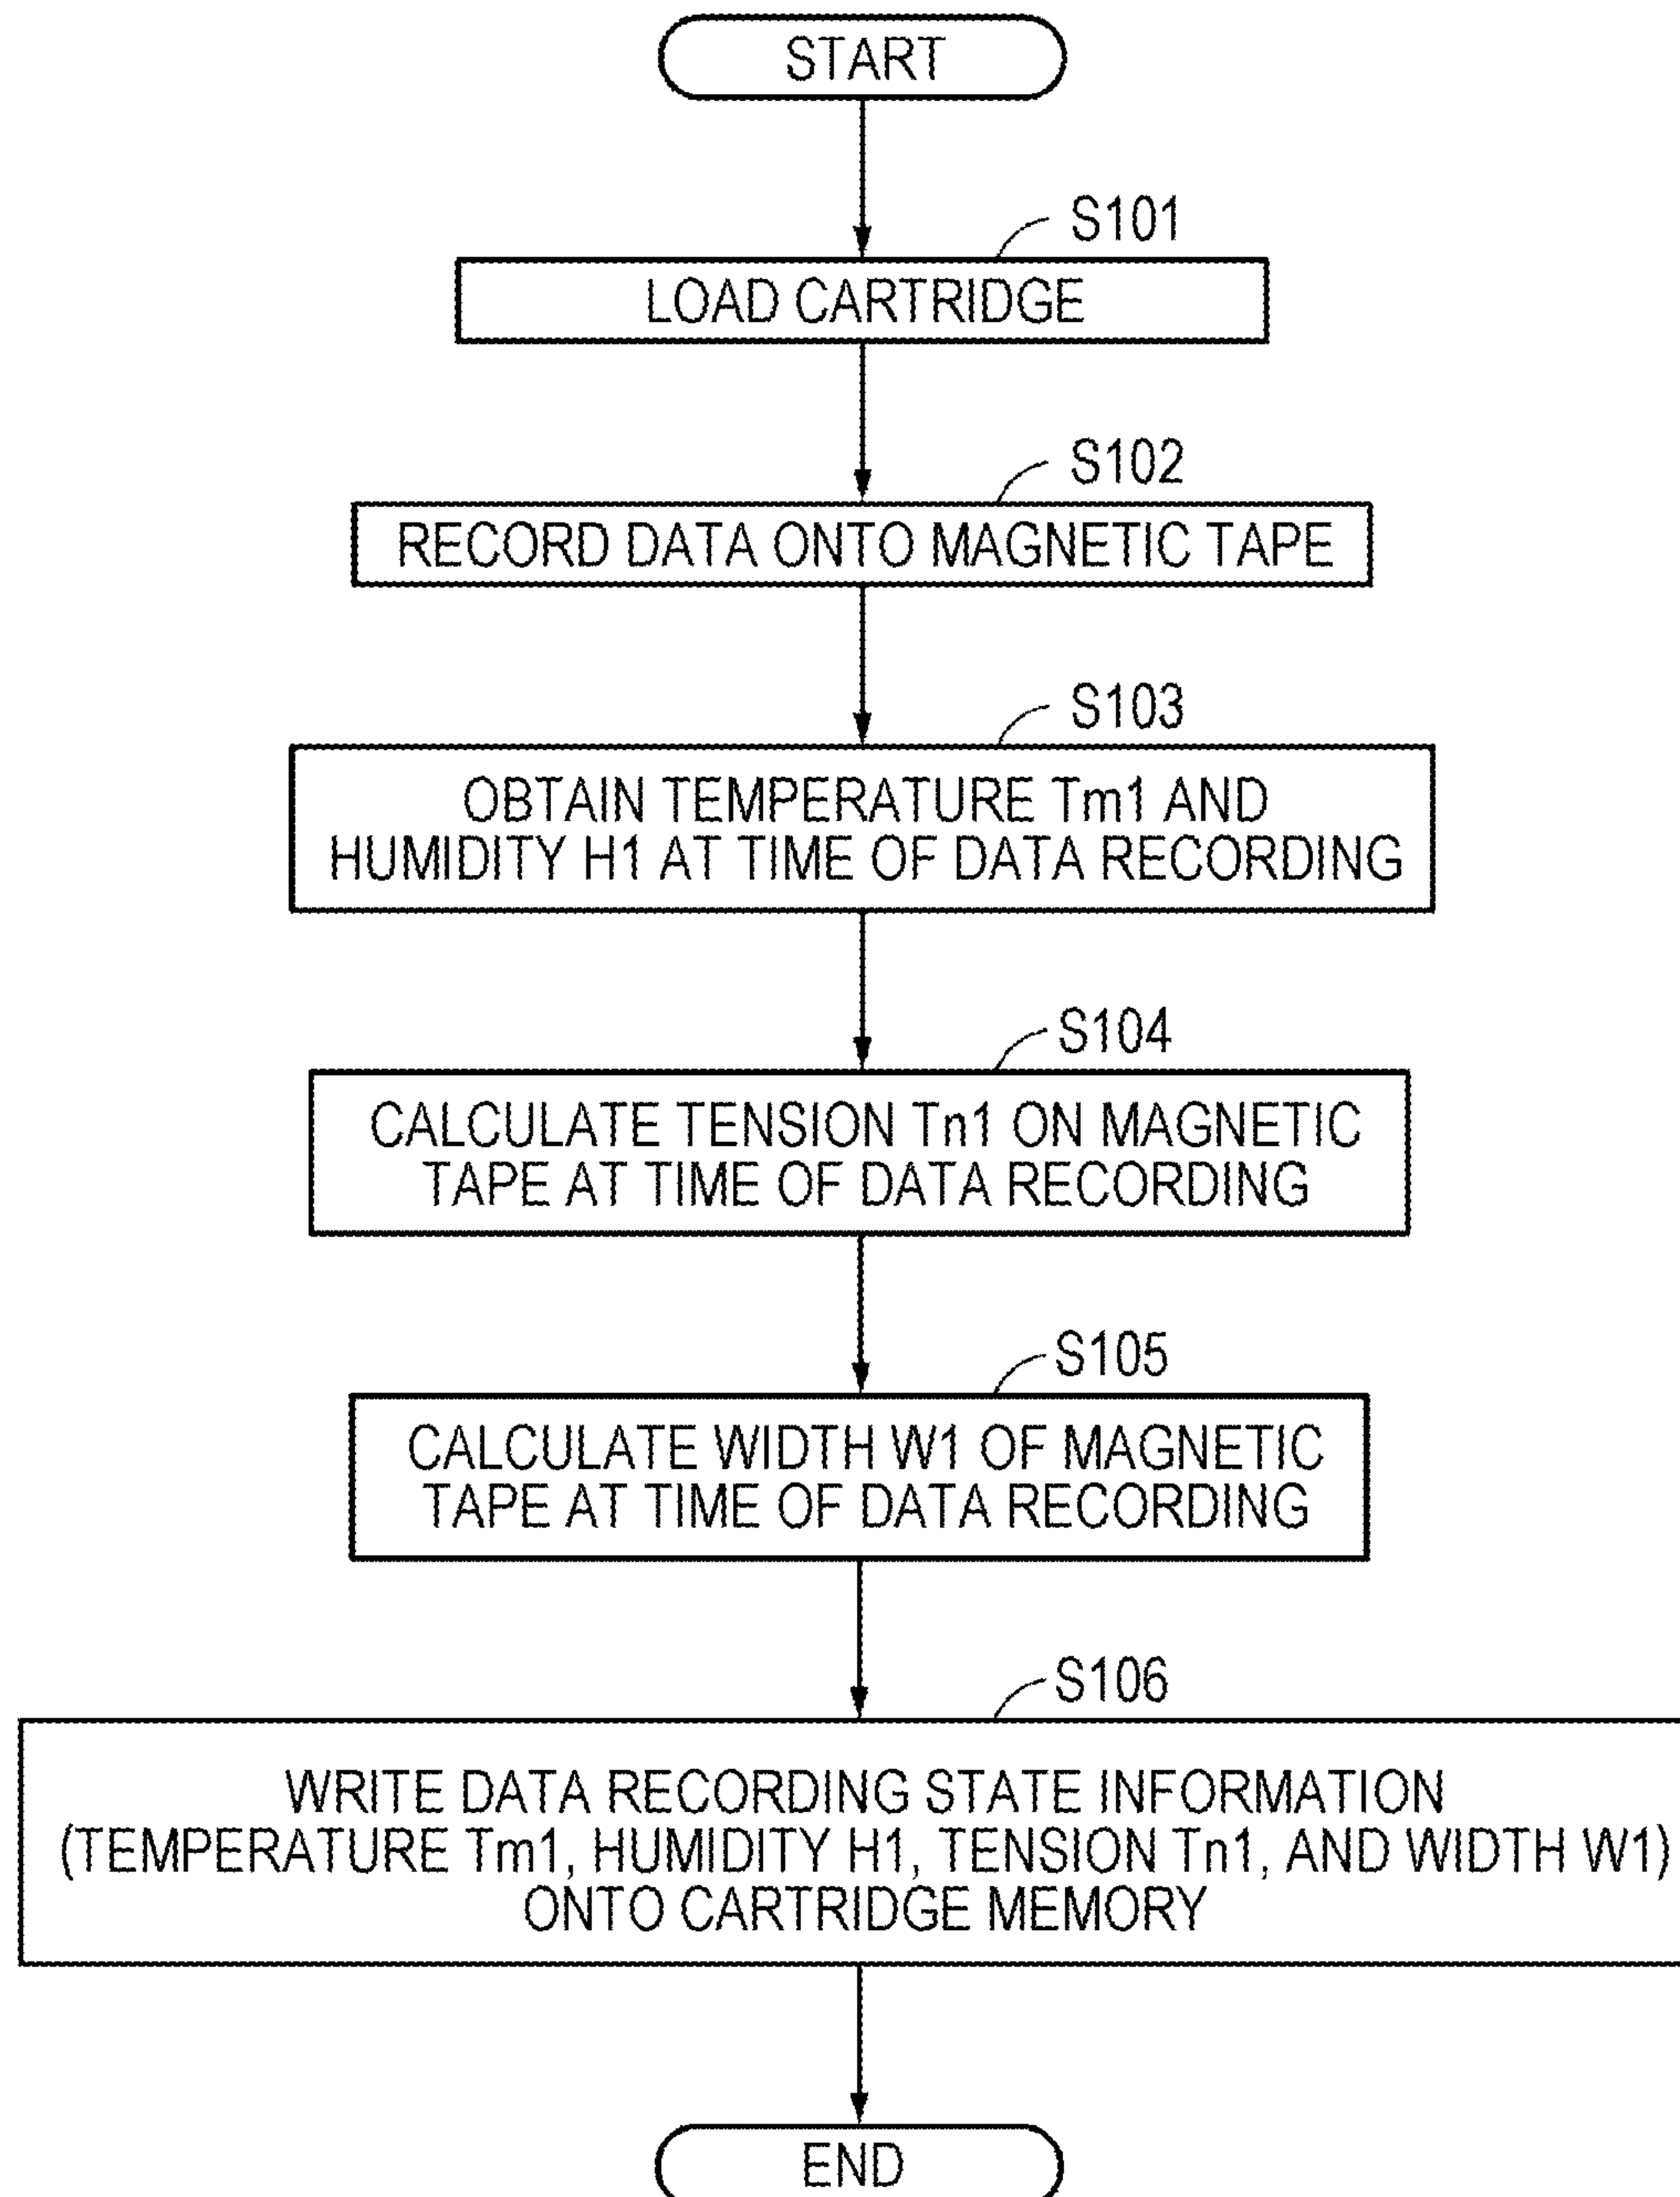 START
S101
LOAD CARTRIDGE
S102
RECORD DATA ONTO MAGNETIC TAPE
S103
OBTAIN TEMPERATURE Tm1 AND
HUMIDITY H1 AT TIME OF DATA RECORDING
S104
CALCULATE TENSION Tn1 ON MAGNETIC
TAPE AT TIME OF DATA RECORDING
S105
CALCULATE WIDTH W1 OF MAGNETIC
TAPE AT TIME OF DATA RECORDING
S106
WRITE DATA RECORDING STATE INFORMATION
(TEMPERATURE Tm1, HUMIDITY H1, TENSION Tn1, AND WIDTH W1)
ONTO CARTRIDGE MEMORY
END